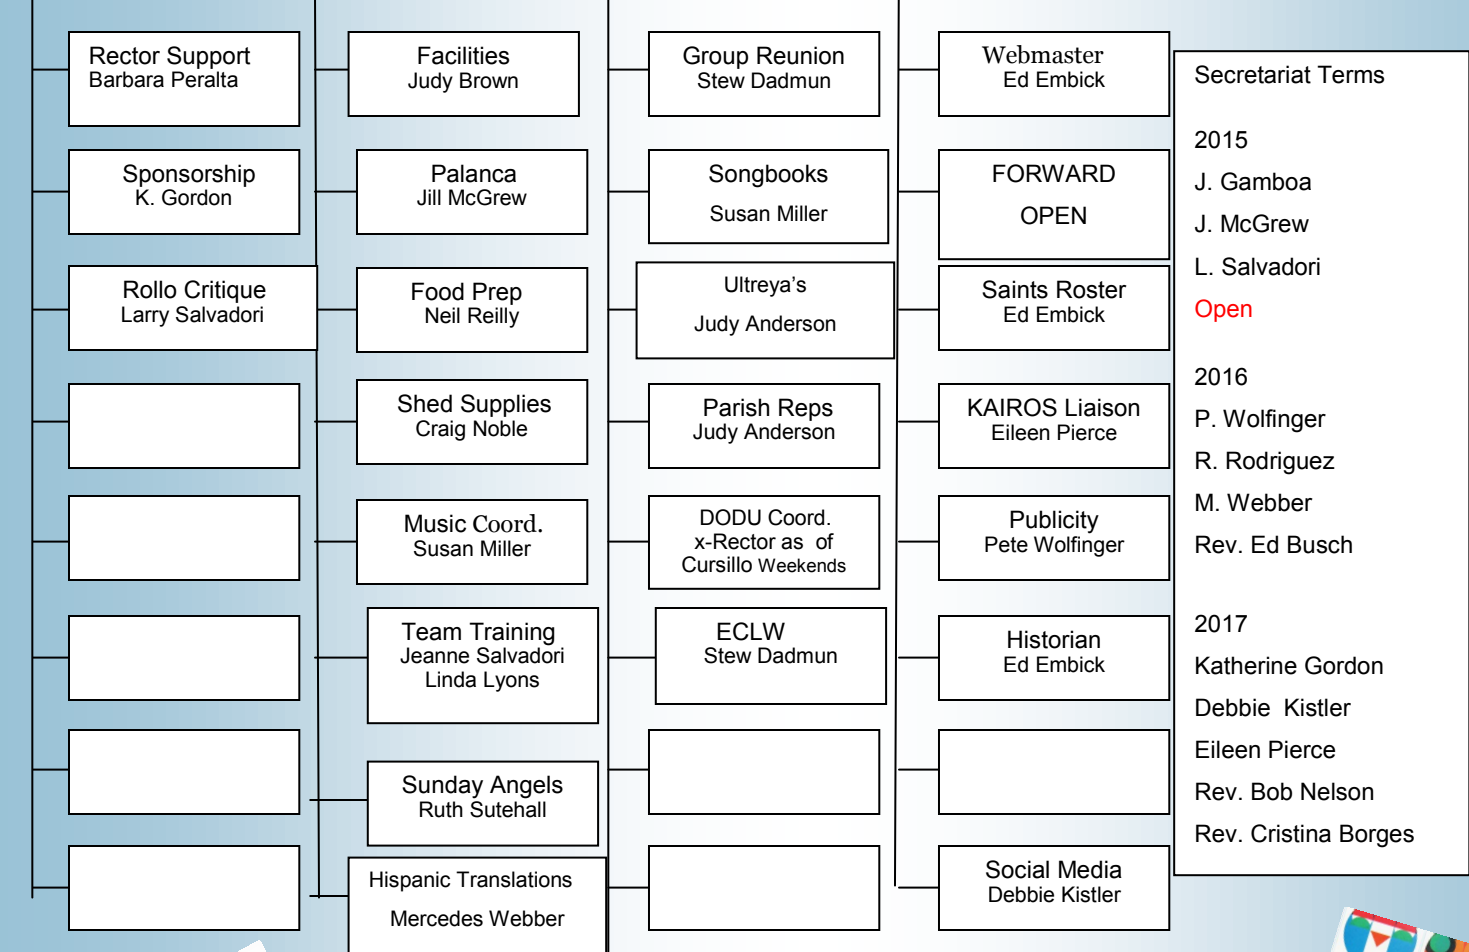 Rector Support
Barbara Peralta
Sponsorship
K. Gordon
Rollo Critique
Larry Salvadori
Facilities
Judy Brown
Palanca
Jill McGrew
Food Prep
Neil Reilly
Shed Supplies
Craig Noble
Music Coord.
Susan Miller
Team Training
Jeanne Salvadori
Linda Lyons
Sunday Angels
Ruth Sutehall
Hispanic Translations
Mercedes Webber
Group Reunion
Stew Dadmun
Songbooks
Susan Miller
Ultreya’s
Judy Anderson
Parish Reps
Judy Anderson
DODU Coord.
x-Rector as of
Cursillo Weekends
ECLW
Stew Dadmun
Webmaster
Ed Embick
FORWARD
OPEN
Saints Roster
Ed Embick
KAIROS Liaison
Eileen Pierce
Publicity
Pete Wolfinger
Historian
Ed Embick
Social Media
Debbie Kistler
Secretariat Terms
2015
J. Gamboa
J. McGrew
L. Salvadori
Open
2016
P. Wolfinger
R. Rodriguez
M. Webber
Rev. Ed Busch
2017
Katherine Gordon
Debbie Kistler
Eileen Pierce
Rev. Bob Nelson
Rev. Cristina Borges